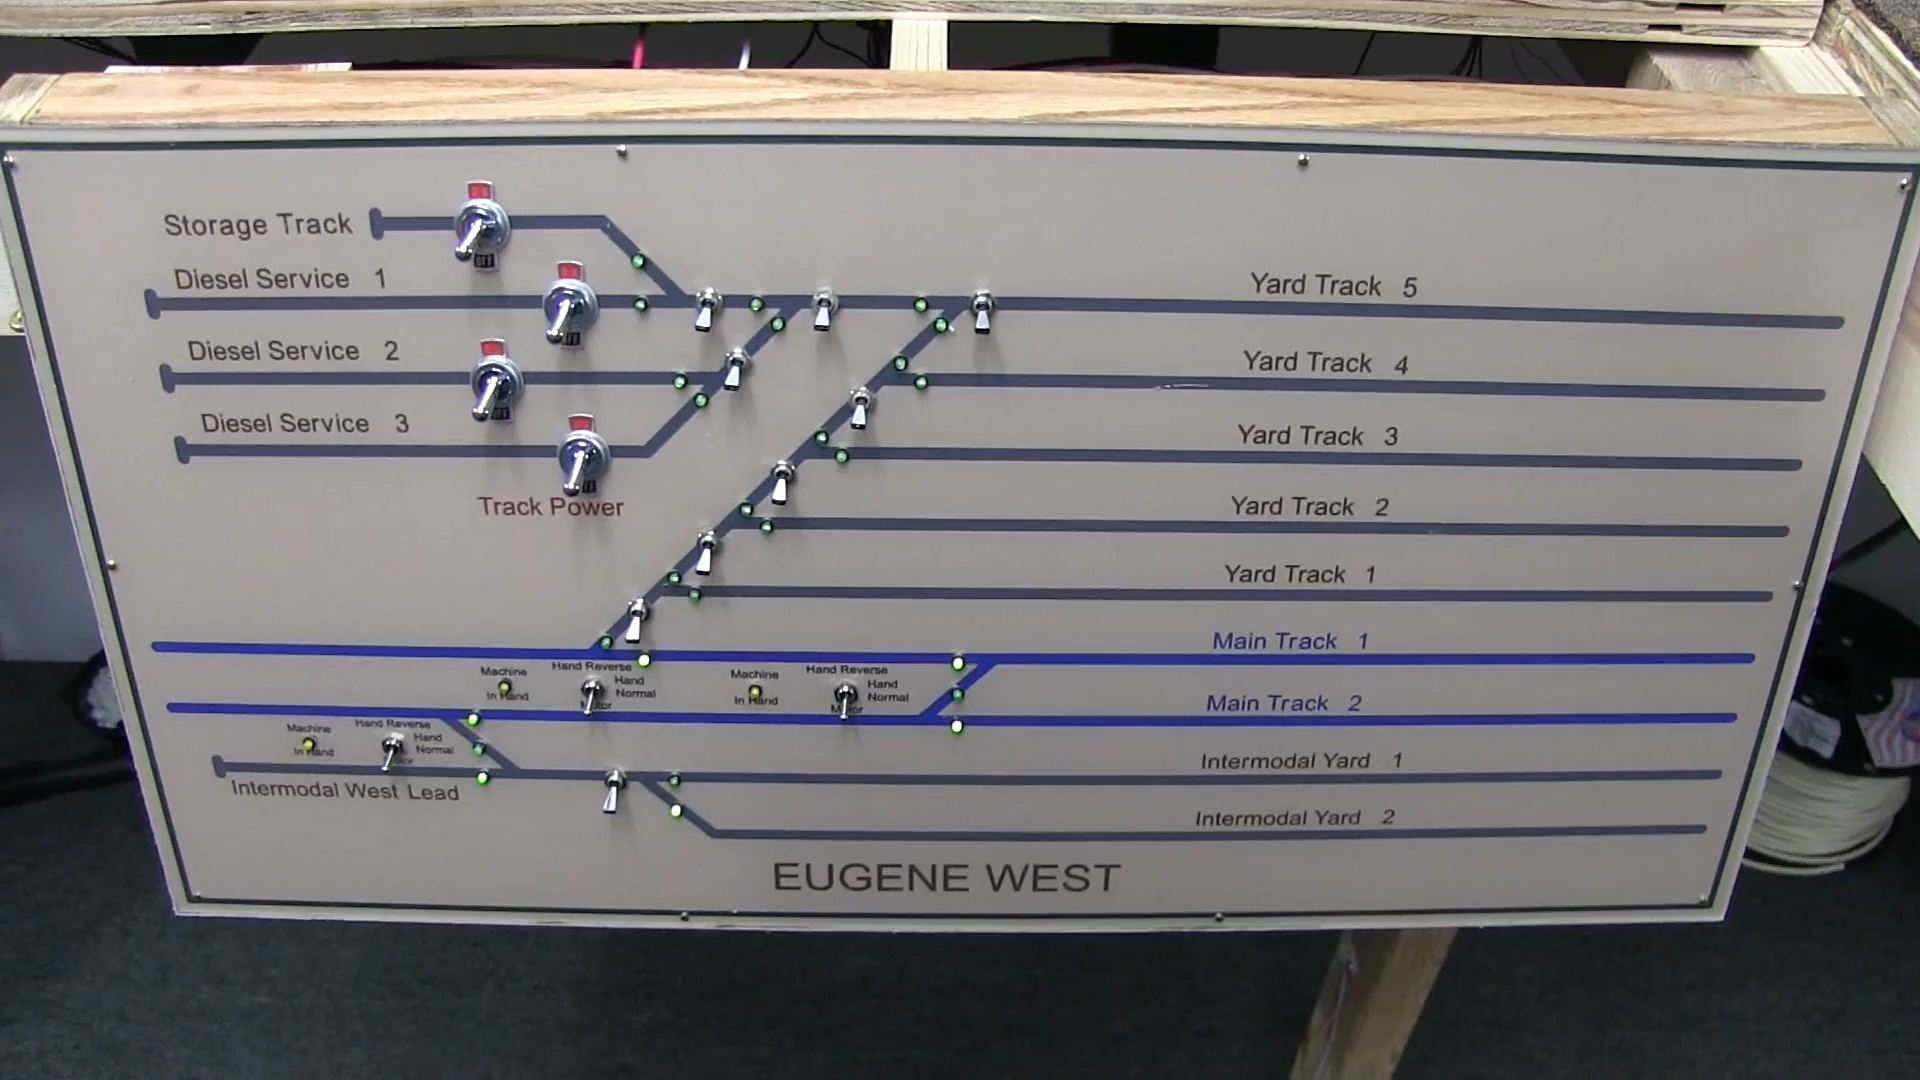 Storage Track
OFF
Diesel Service 1
Diesel Service 2
Diesel Service 3
Track Power
Yard Track 5
Yard Track 4
Yard Track 3
Yard Track 2
Yard Track 1
Main Track 1
Machine
In Hand
Hand Reverse
Hand
Normal
Machine
In Hand
Hand Reverse
Hand
Normal
Main Track 2
Machine
In Hand
Hand Reverse
Hand
Normal
Intermodal West Lead
Intermodal Yard 1
Intermodal Yard 2
EUGENE WEST